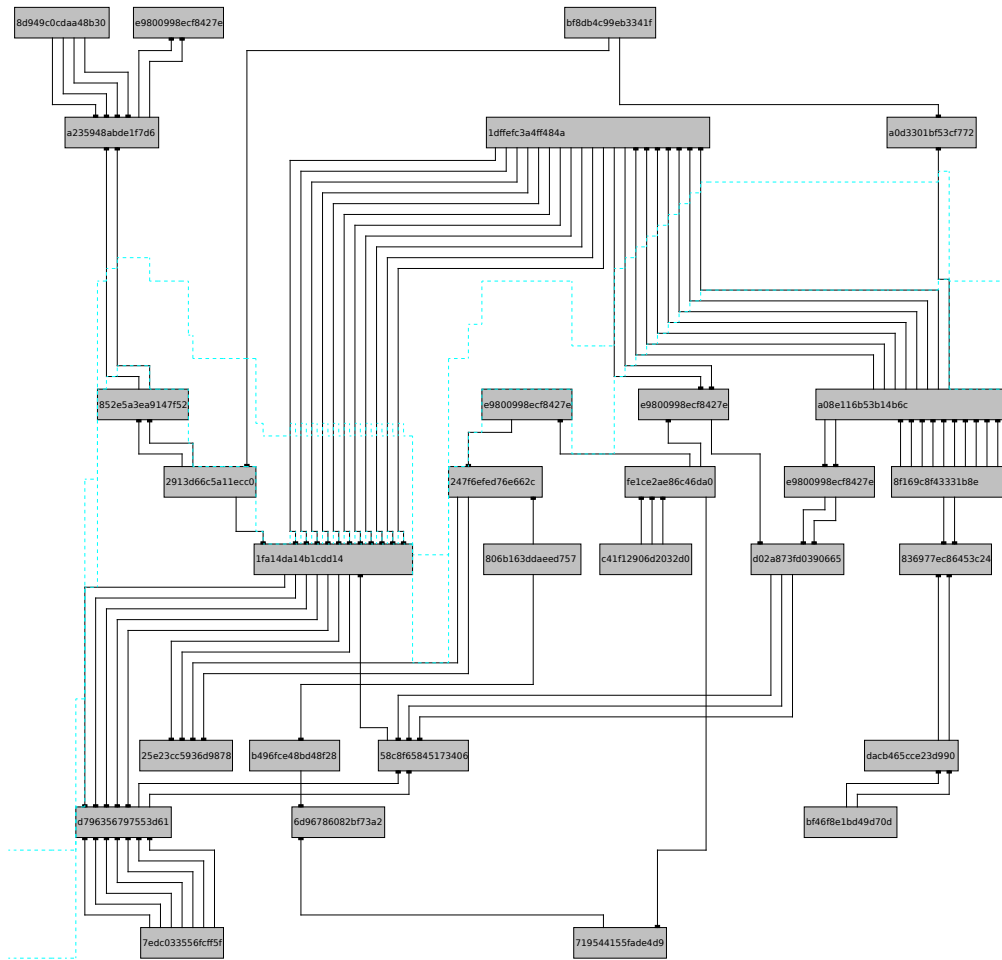 8d949c0cdaa48b30
e9800998ecf8427e
bf8db4c99eb3341f
a235948abde1f7d6
1dffefc3a4ff484a
a0d3301bf53cf772
852e5a3ea9147f52
e9800998ecf8427e
e9800998ecf8427e
a08e116b53b14b6c
2913d66c5a11ecc0
247f6efed76e662c
fe1ce2ae86c46da0
e9800998ecf8427e
8f169c8f43331b8e
1fa14da14b1cdd14
806b163ddaeed757
c41f12906d2032d0
d02a873fd0390665
836977ec86453c24
25e23cc5936d9878
b496fce48bd48f28
58c8f65845173406
dacb465cce23d990
d796356797553d61
6d96786082bf73a2
bf46f8e1bd49d70d
7edc033556fcff5f
719544155fade4d9